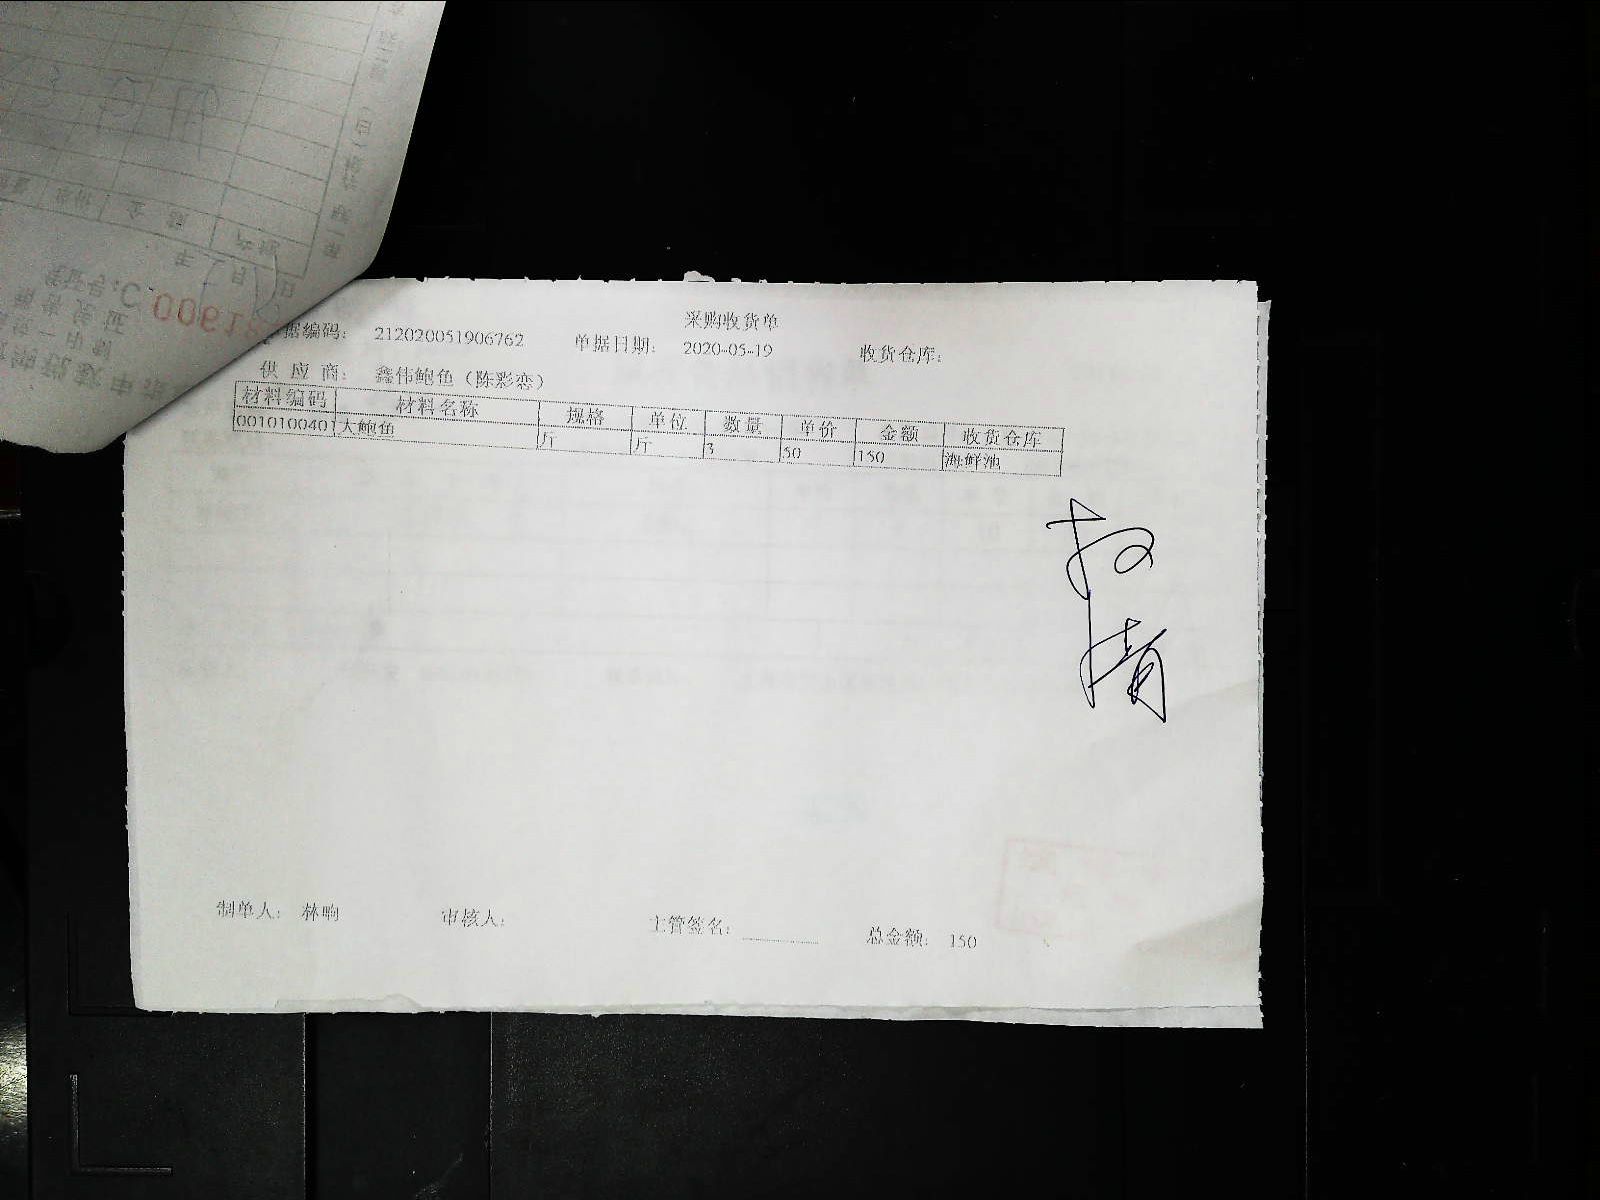 采购收货单
据编码： 212020051906762 单据日期： 2020-05-19 收货仓库：
供 应 商： 鑫伟鲍鱼（陈彩恋）
材料编码 材料名称 规格 单位 数量 单价 金额 收货仓库
0010100401 大鲍鱼 斤 斤 3 50 150 海鲜池
制单人： 林晌 审核人： 主管签名： 总金额： 150